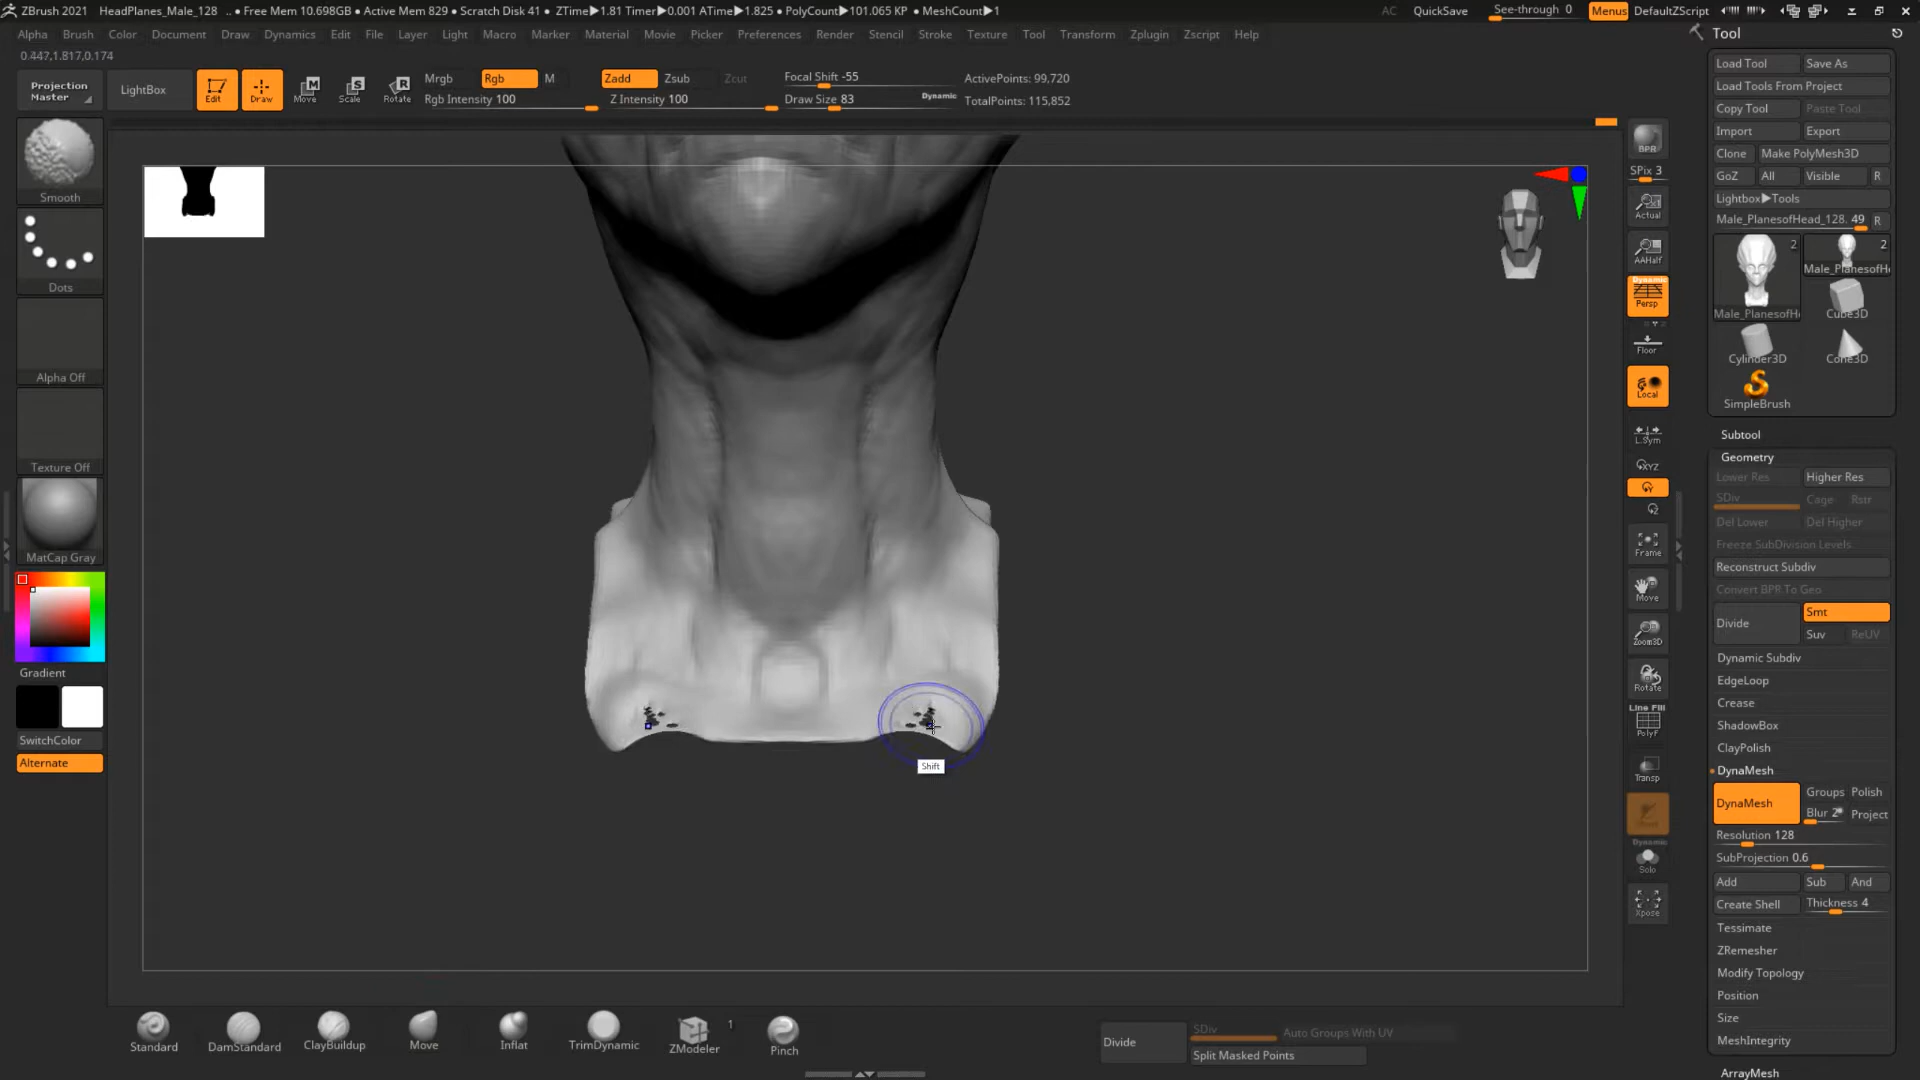 ZBrush 2021 HeadPlanes_Male_128 .. • Free Mem 10.698GB • Active Mem 829 • Scratch Disk 41 • ZTime▶1.81 Timer▶0.001 ATime▶1.825 • PolyCount▶101.065 KP • MeshCount▶1 AC QuickSave See-through 0 Menus DefaultZScript
Alpha Brush Color Document Draw Dynamics Edit File Layer Light Macro Marker Material Movie Picker Preferences Render Stencil Stroke Texture Tool Transform Zplugin Zscript Help
Tool
0.447,1.817,0.174
Projection Master
LightBox
Edit
Draw
Move
Scale
Rotate
Mrgb Rgb M
Rgb Intensity 100
Zadd Zsub Zcut
Z Intensity 100
Focal Shift -55
Draw Size 83
Dynamic
ActivePoints: 99,720
TotalPoints: 115,852
Smooth
Dots
Alpha Off
Texture Off
MatCap Gray
Gradient
SwitchColor
Alternate
Shift
BPR
SPix 3
Actual
AAHalf
Dynamic
Persp
Floor
Local
L.Sym
XYZ
Frame
Move
Zoom3D
Rotate
Line Fill
PolyF
Transp
Dynamic
Solo
Xpose
Load Tool Save As
Load Tools From Project
Copy Tool Paste Tool
Import Export
Clone Make PolyMesh3D
GoZ All Visible R
Lightbox▶Tools
Male_PlanesofHead_128. 49 R
2 2
Male_PlanesofHe
Male_PlanesofHe
Cube3D
Cylinder3D Cone3D
SimpleBrush
Subtool
Geometry
Lower Res Higher Res
SDiv Cage Rstr
Del Lower Del Higher
Freeze SubDivision Levels
Reconstruct Subdiv
Convert BPR To Geo
Divide Smt
Suv ReUV
Dynamic Subdiv
EdgeLoop
Crease
ShadowBox
ClayPolish
DynaMesh
DynaMesh Groups Polish
Blur 2 Project
Resolution 128
SubProjection 0.6
Add Sub And
Create Shell Thickness 4
Tessimate
ZRemesher
Modify Topology
Position
Size
MeshIntegrity
ArrayMesh
Standard
DamStandard
ClayBuildup
Move
Inflat
TrimDynamic
ZModeler
1
Pinch
Divide
SDiv
Auto Groups With UV
Split Masked Points